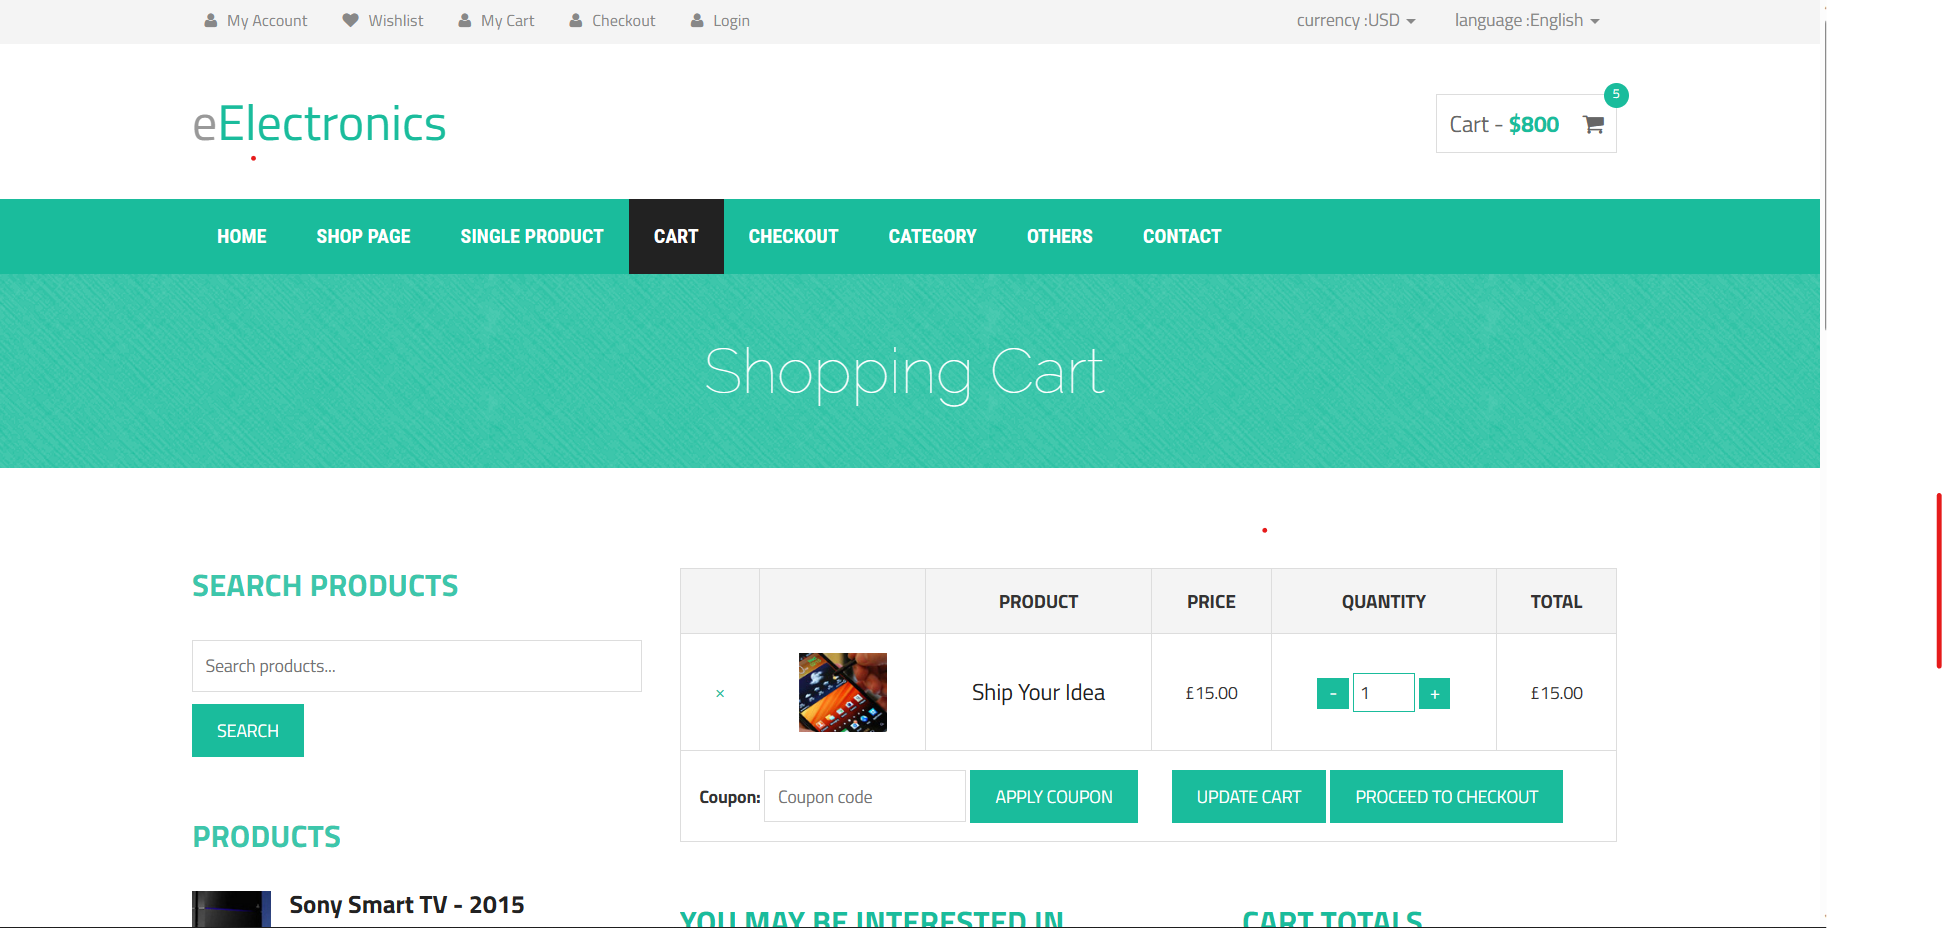 My Account Wishlist My Cart Checkout Login currency :USD language :English
eElectronics
5
Cart - $800
HOME SHOP PAGE SINGLE PRODUCT CART CHECKOUT CATEGORY OTHERS CONTACT
Shopping Cart
SEARCH PRODUCTS
Search products...
SEARCH
PRODUCTS
Sony Smart TV - 2015
PRODUCT PRICE QUANTITY TOTAL
× Ship Your Idea £15.00 - 1 + £15.00
Coupon: Coupon code APPLY COUPON UPDATE CART PROCEED TO CHECKOUT
YOU MAY BE INTERESTED IN
CART TOTALS